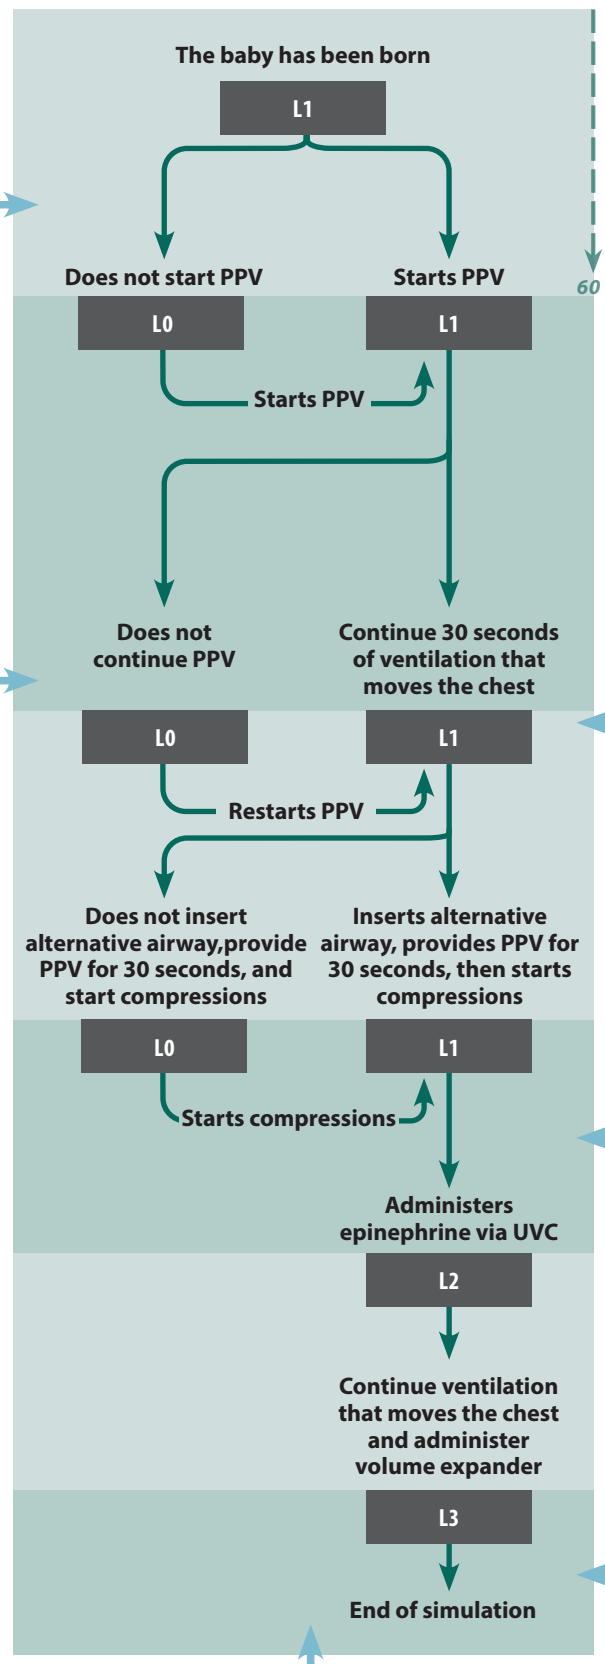 The baby has been born
L1
Does not start PPV
Starts PPV
60
L0
L1
Starts PPV
Does not
continue PPV
Continue 30 seconds
of ventilation that
moves the chest
L0
L1
Restarts PPV
Does not insert
alternative airway,provide
PPV for 30 seconds, and
start compressions
Inserts alternative
airway, provides PPV for
30 seconds, then starts
compressions
L0
L1
Starts compressions
Administers
epinephrine via UVC
L2
Continue ventilation
that moves the chest
and administer
volume expander
L3
End of simulation